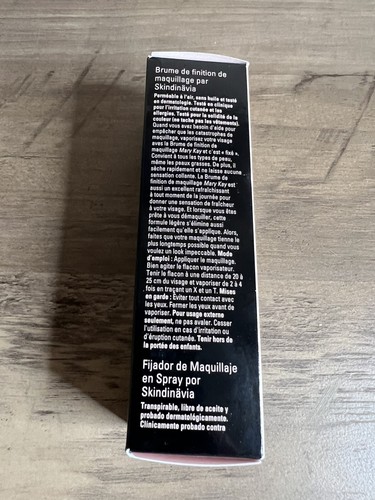 Brume de finition de
maquillage par
Skindinävia
Perméable à l'air, sans huile et testé
en dermatologie. Testé en clinique
pour l'irritation cutanée et les
allergies. Testé pour la solidité de la
couleur (ne tache pas les vêtements).
Quand vous avez besoin d'aide pour
empêcher que les catastrophes de
maquillage, vaporisez votre visage
avec la Brume de finition de
maquillage Mary Kay et c'est « fixé ».
Convient à tous les types de peau,
même les peaux grasses. De plus, il
sèche rapidement et ne laisse aucune
sensation collante. La Brume de
finition de maquillage Mary Kay est
aussi un excellent rafraîchissant
à tout moment de la journée pour
donner une sensation de fraîcheur
à votre visage. Et lorsque vous êtes
prête à vous démaquiller, cette
formule légère s'élimine aussi
facilement qu'elle s'applique. Alors,
faites que votre maquillage tienne le
plus longtemps possible quand vous
voulez un look impeccable. Mode
d'emploi : Appliquer le maquillage.
Bien agiter le flacon vaporisateur.
Tenir le flacon à une distance de 20 à
25 cm du visage et vaporiser de 2 à 4
fois en traçant un X et un T. Mises
en garde : Éviter tout contact avec
les yeux. Fermer les yeux avant de
vaporiser. Pour usage externe
seulement, ne pas avaler. Cesser
l'utilisation en cas d'irritation ou
d'éruption cutanée. Tenir hors de
la portée des enfants.
Fijador de Maquillaje
en Spray por
Skindinävia
Transpirable, libre de aceite y
probado dermatológicamente.
Clínicamente probado contra